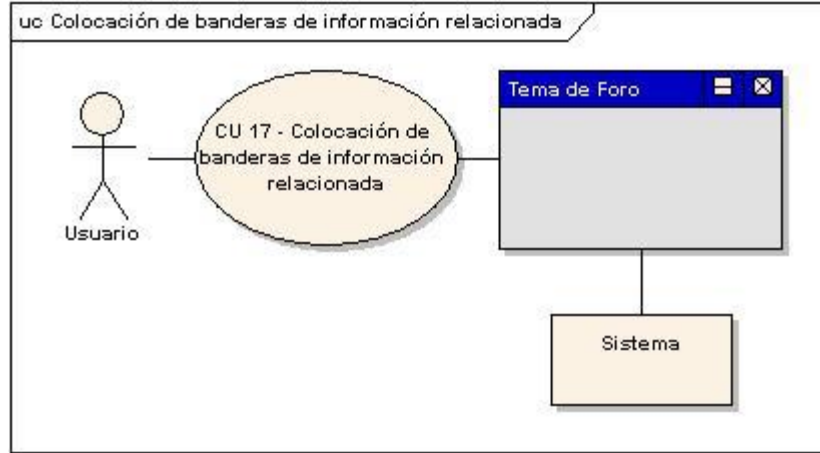 uc Colocación de banderas de información relacionada
CU 17 - Colocación de
banderas de información
relacionada
Tema de Foro
Usuario
Sistema